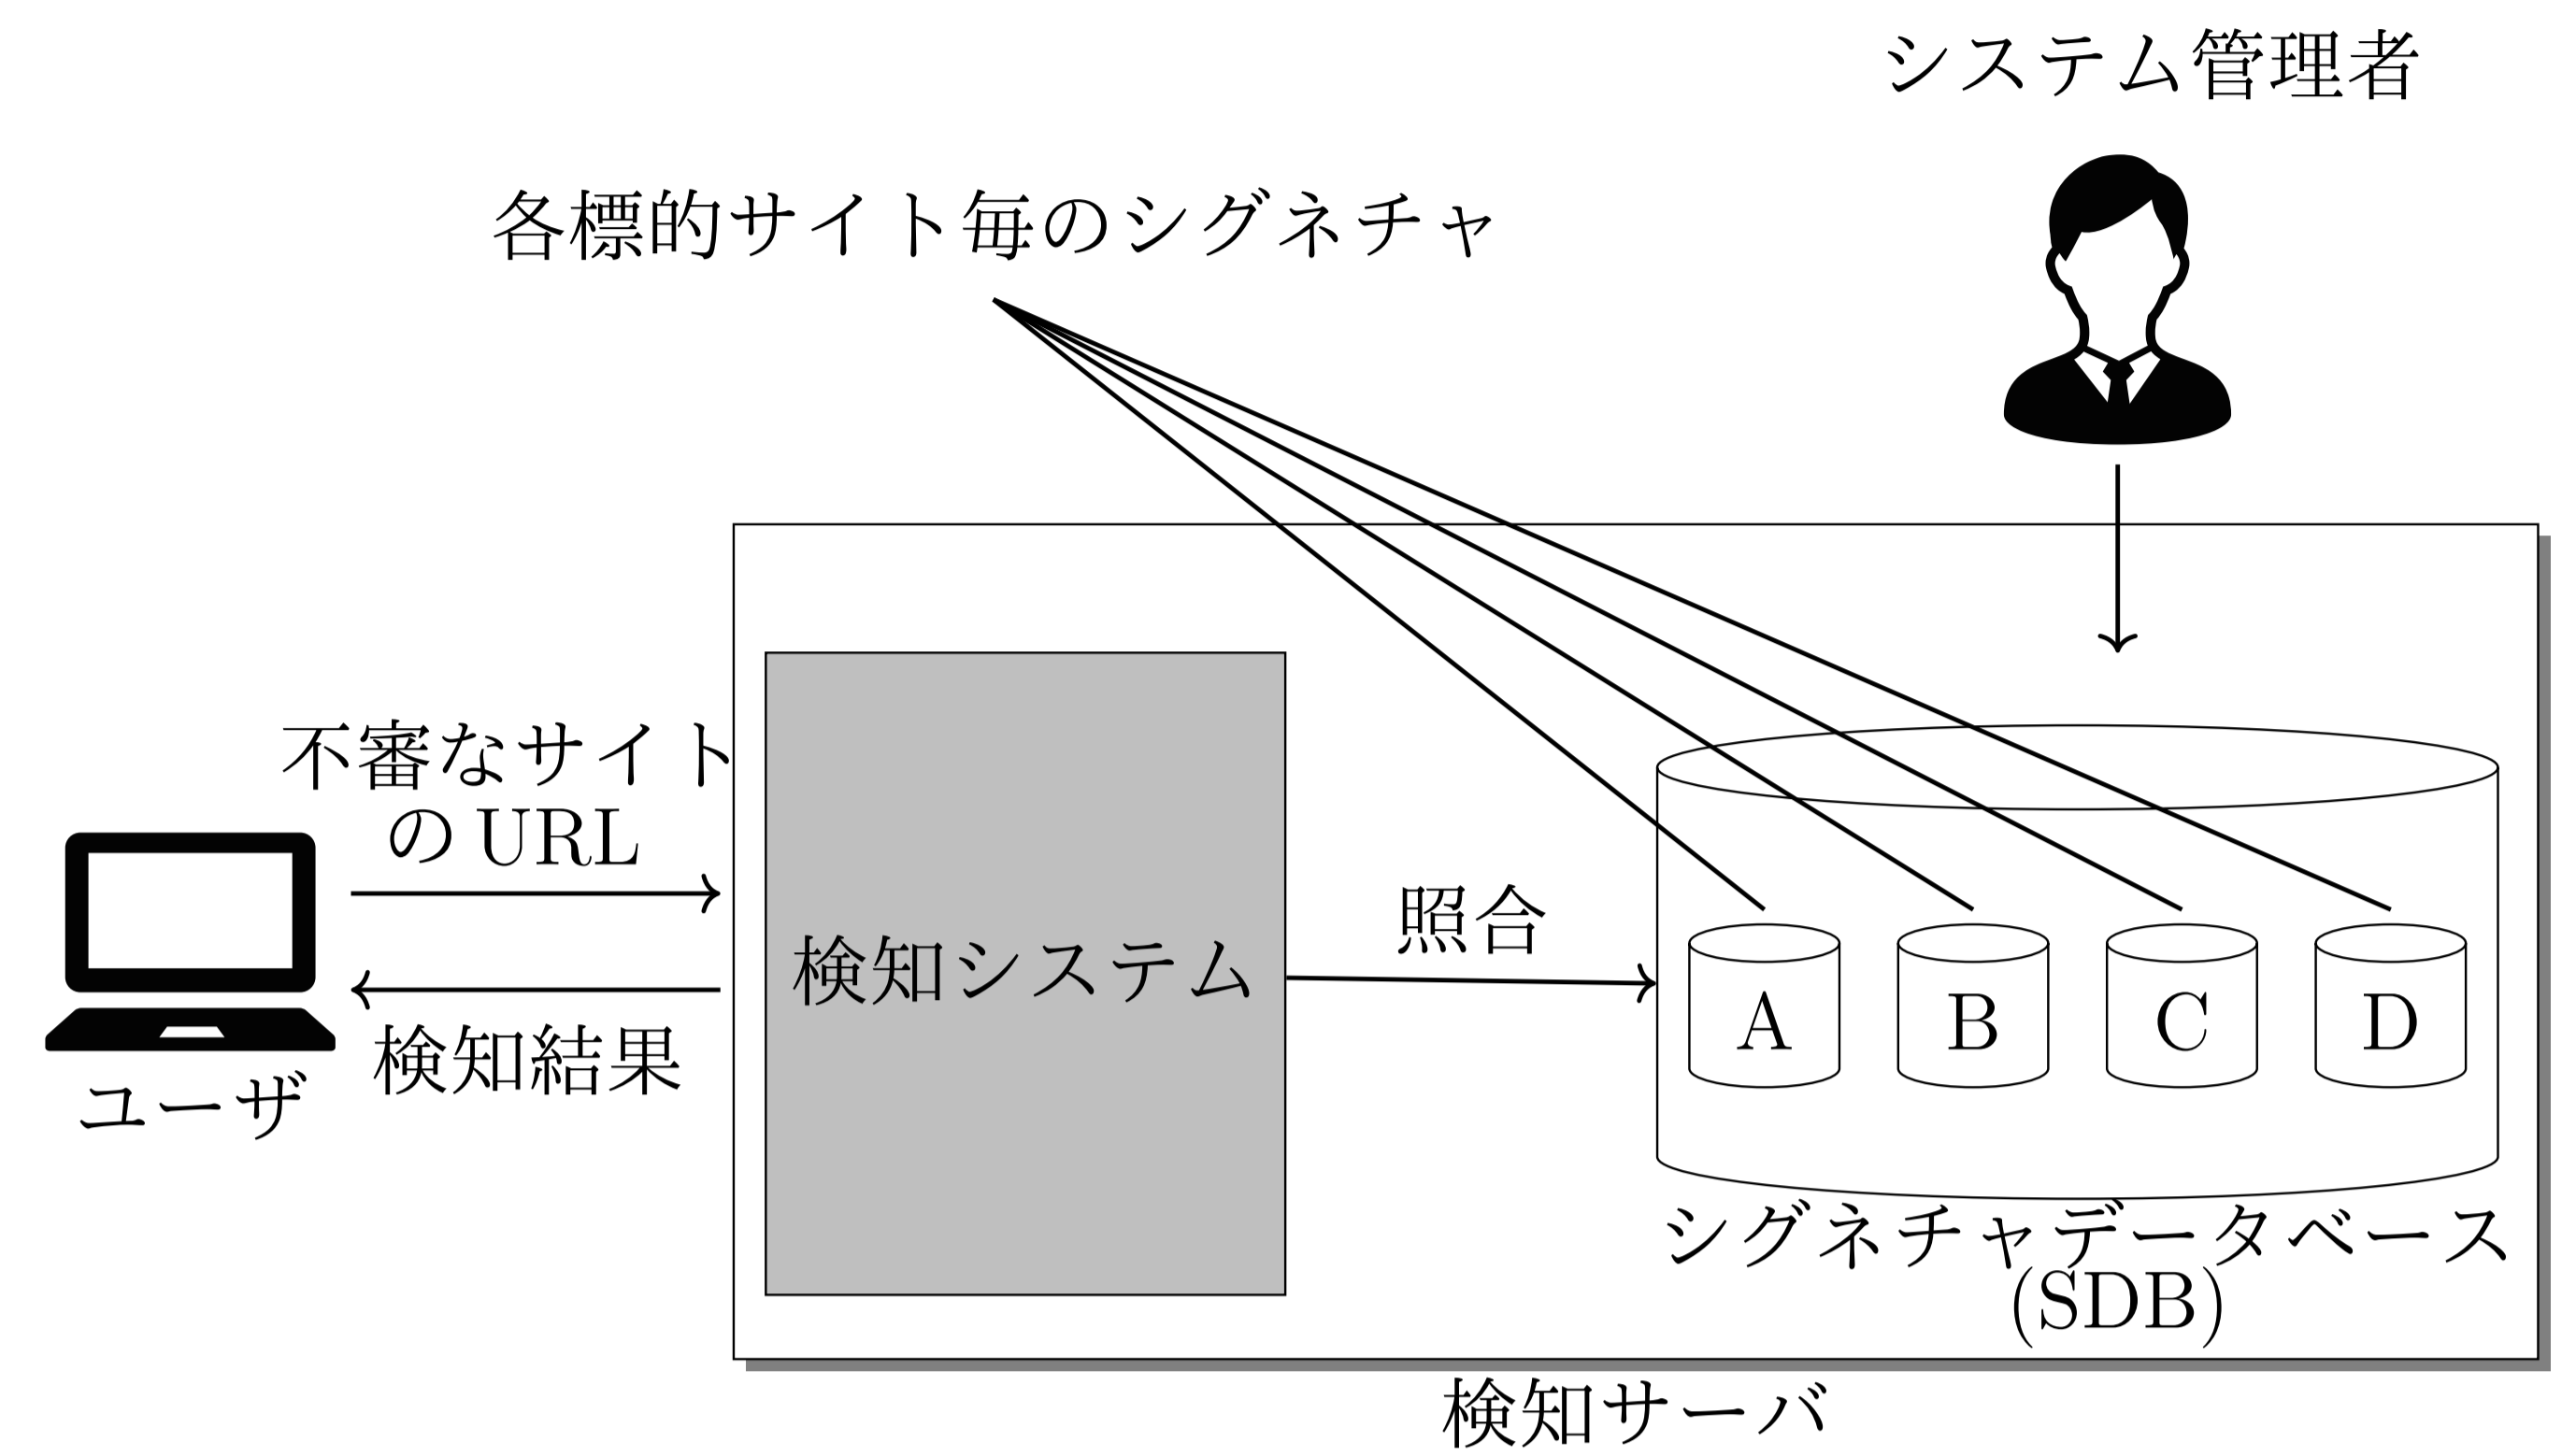 システム管理者
各標的サイト毎のシグネチャ
不審なサイト
の URL
検知結果
ユーザ
検知システム
照合
A
B
C
D
シグネチャデータベース
(SDB)
検知サーバ